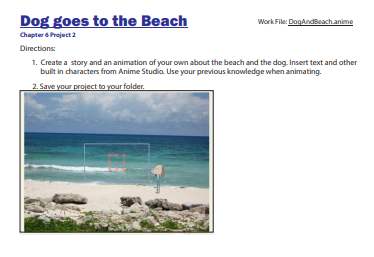 Dog goes to the Beach
Work File: DogAndBeach.anime
Chapter 6 Project 2
Directions:
1. Create a story and an animation of your own about the beach and the dog. Insert text and other
built in characters from Anime Studio. Use your previous knowledge when animating.
2. Save your project to your folder.